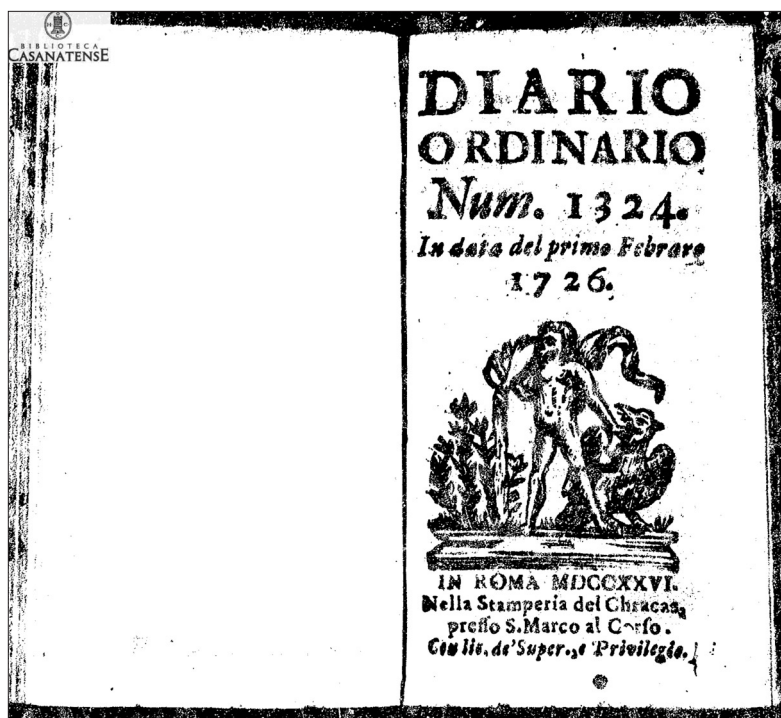 BIBLIOTECA
CASANATENSE
DIARIO
ORDINARIO
Num. 1324.
In data del primo Febraro
1726.
IN ROMA MDCCXXVI.
Nella Stamperia del Chracas,
presso S.Marco al Corso.
Con lic. de'Super., e Privilegio.